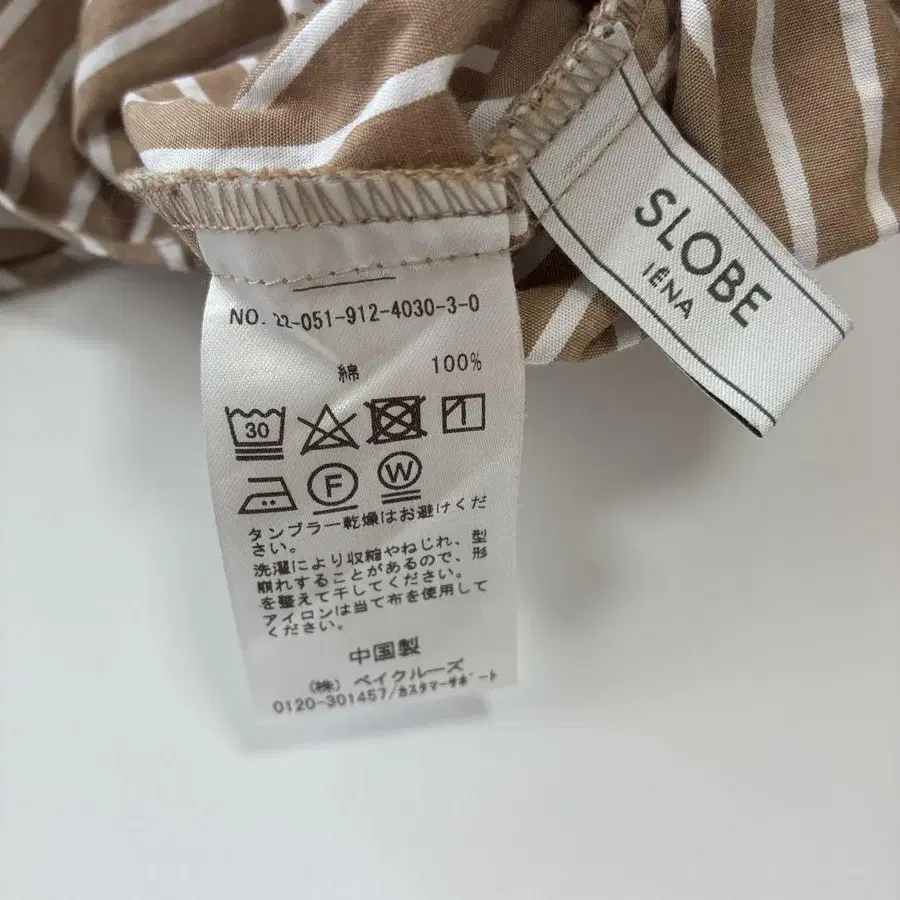 NO. 22-051-912-4030-3-0
綿 100%
30
F W
タンブラー乾燥はお避けくだ
さい。
洗濯により収縮やねじれ、型
崩れすることがあるので、形
を整えて干してください。
アイロンは当て布を使用して
ください。
中国製
(株) ベイクルーズ
0120-301457/カスタマーサポート
SLOBE
IÉNA